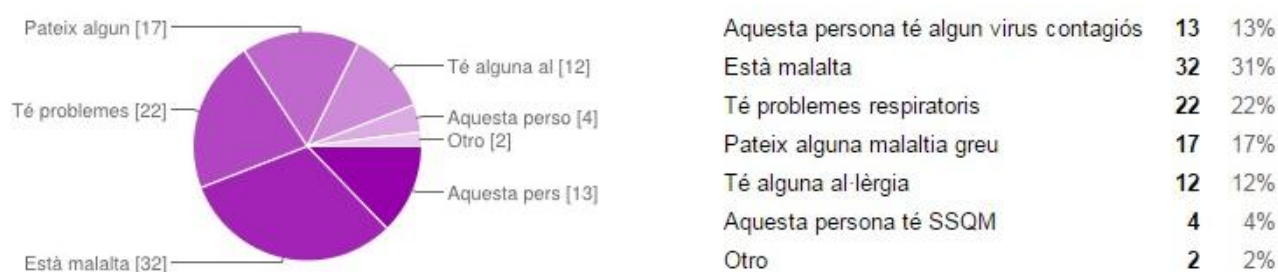 Pateix algun [17]
Té alguna al [12]
Té problemes [22]
Aquesta perso [4]
Otro [2]
Aquesta pers [13]
Està malalta [32]
Aquesta persona té algun virus contagiós 13 13%
Està malalta 32 31%
Té problemes respiratoris 22 22%
Pateix alguna malaltia greu 17 17%
Té alguna al·lèrgia 12 12%
Aquesta persona té SSQM 4 4%
Otro 2 2%